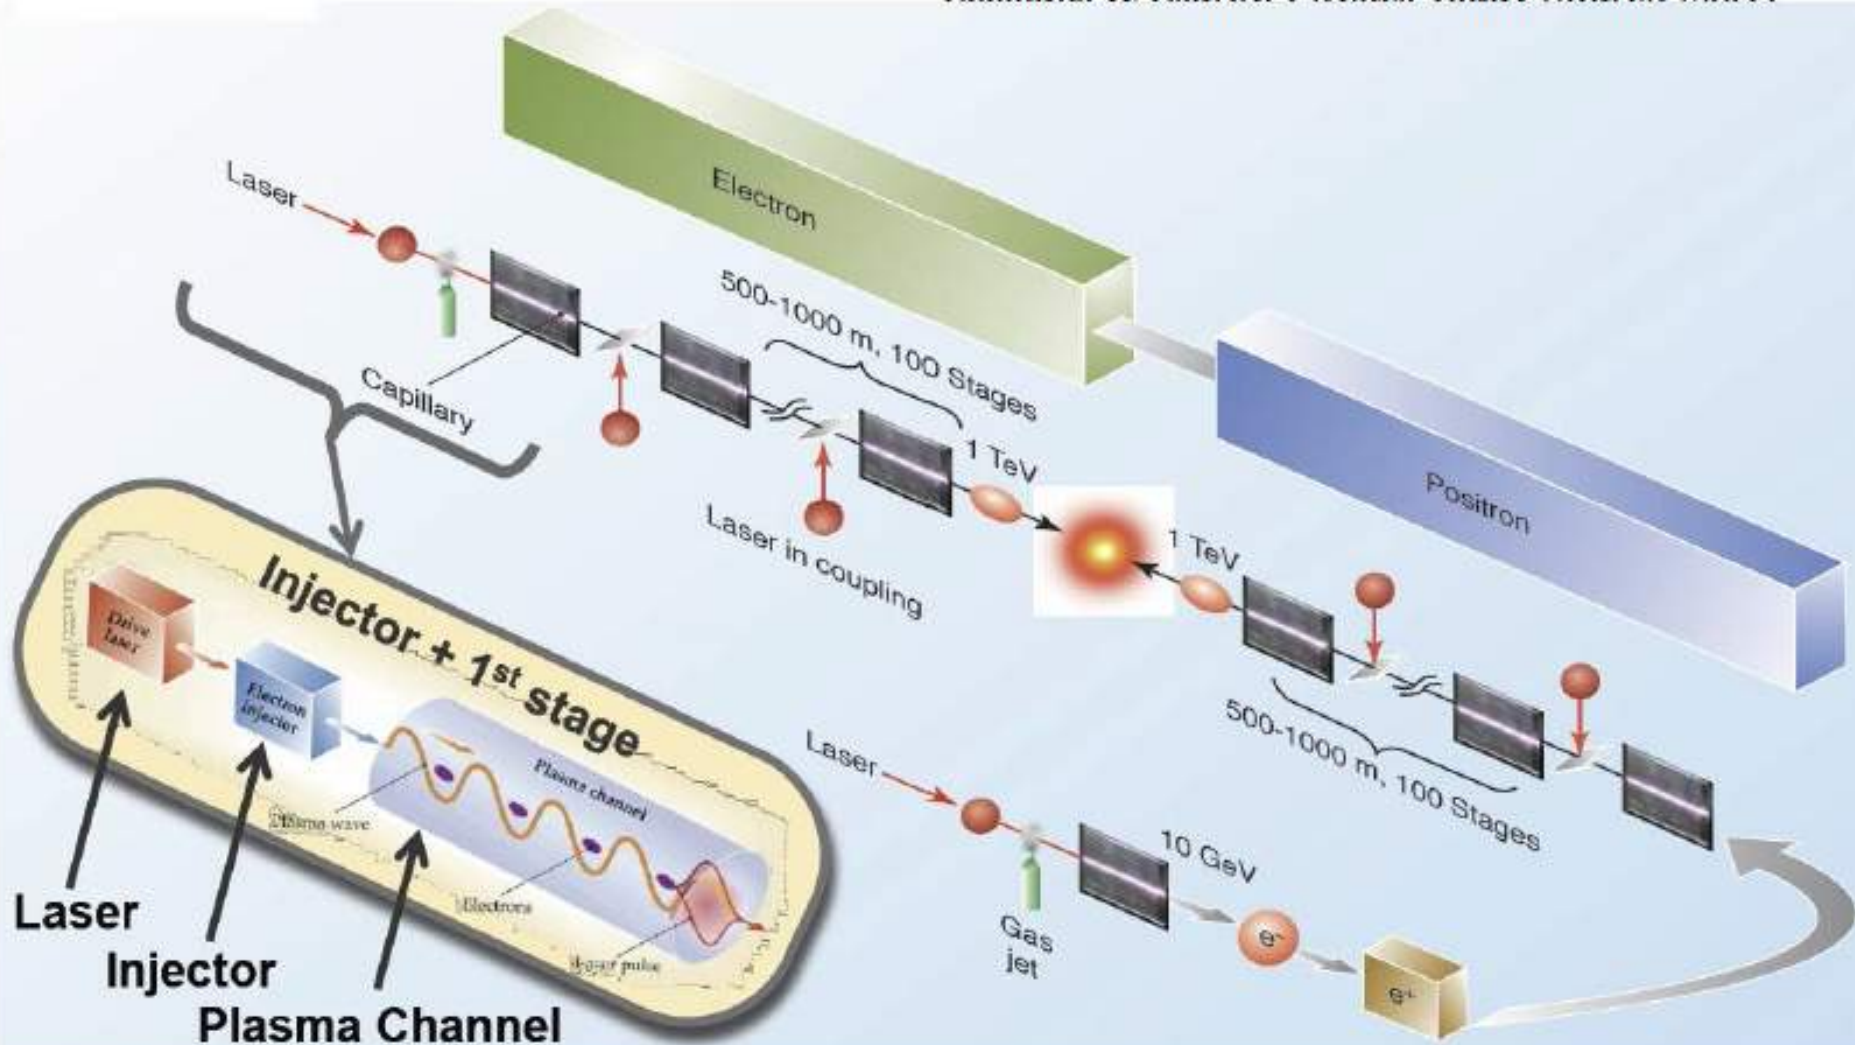 Electron
Laser
500-1000 m, 100 Stages
Capillary
1 TeV
Positron
Laser in coupling
1 TeV
Injector + 1st stage
Drive
laser
Electron
injector
Plasma channel
Plasma wave
Electrons
Laser pulse
500-1000 m, 100 Stages
Laser
10 GeV
Gas
jet
e-
e+
Laser
Injector
Plasma Channel